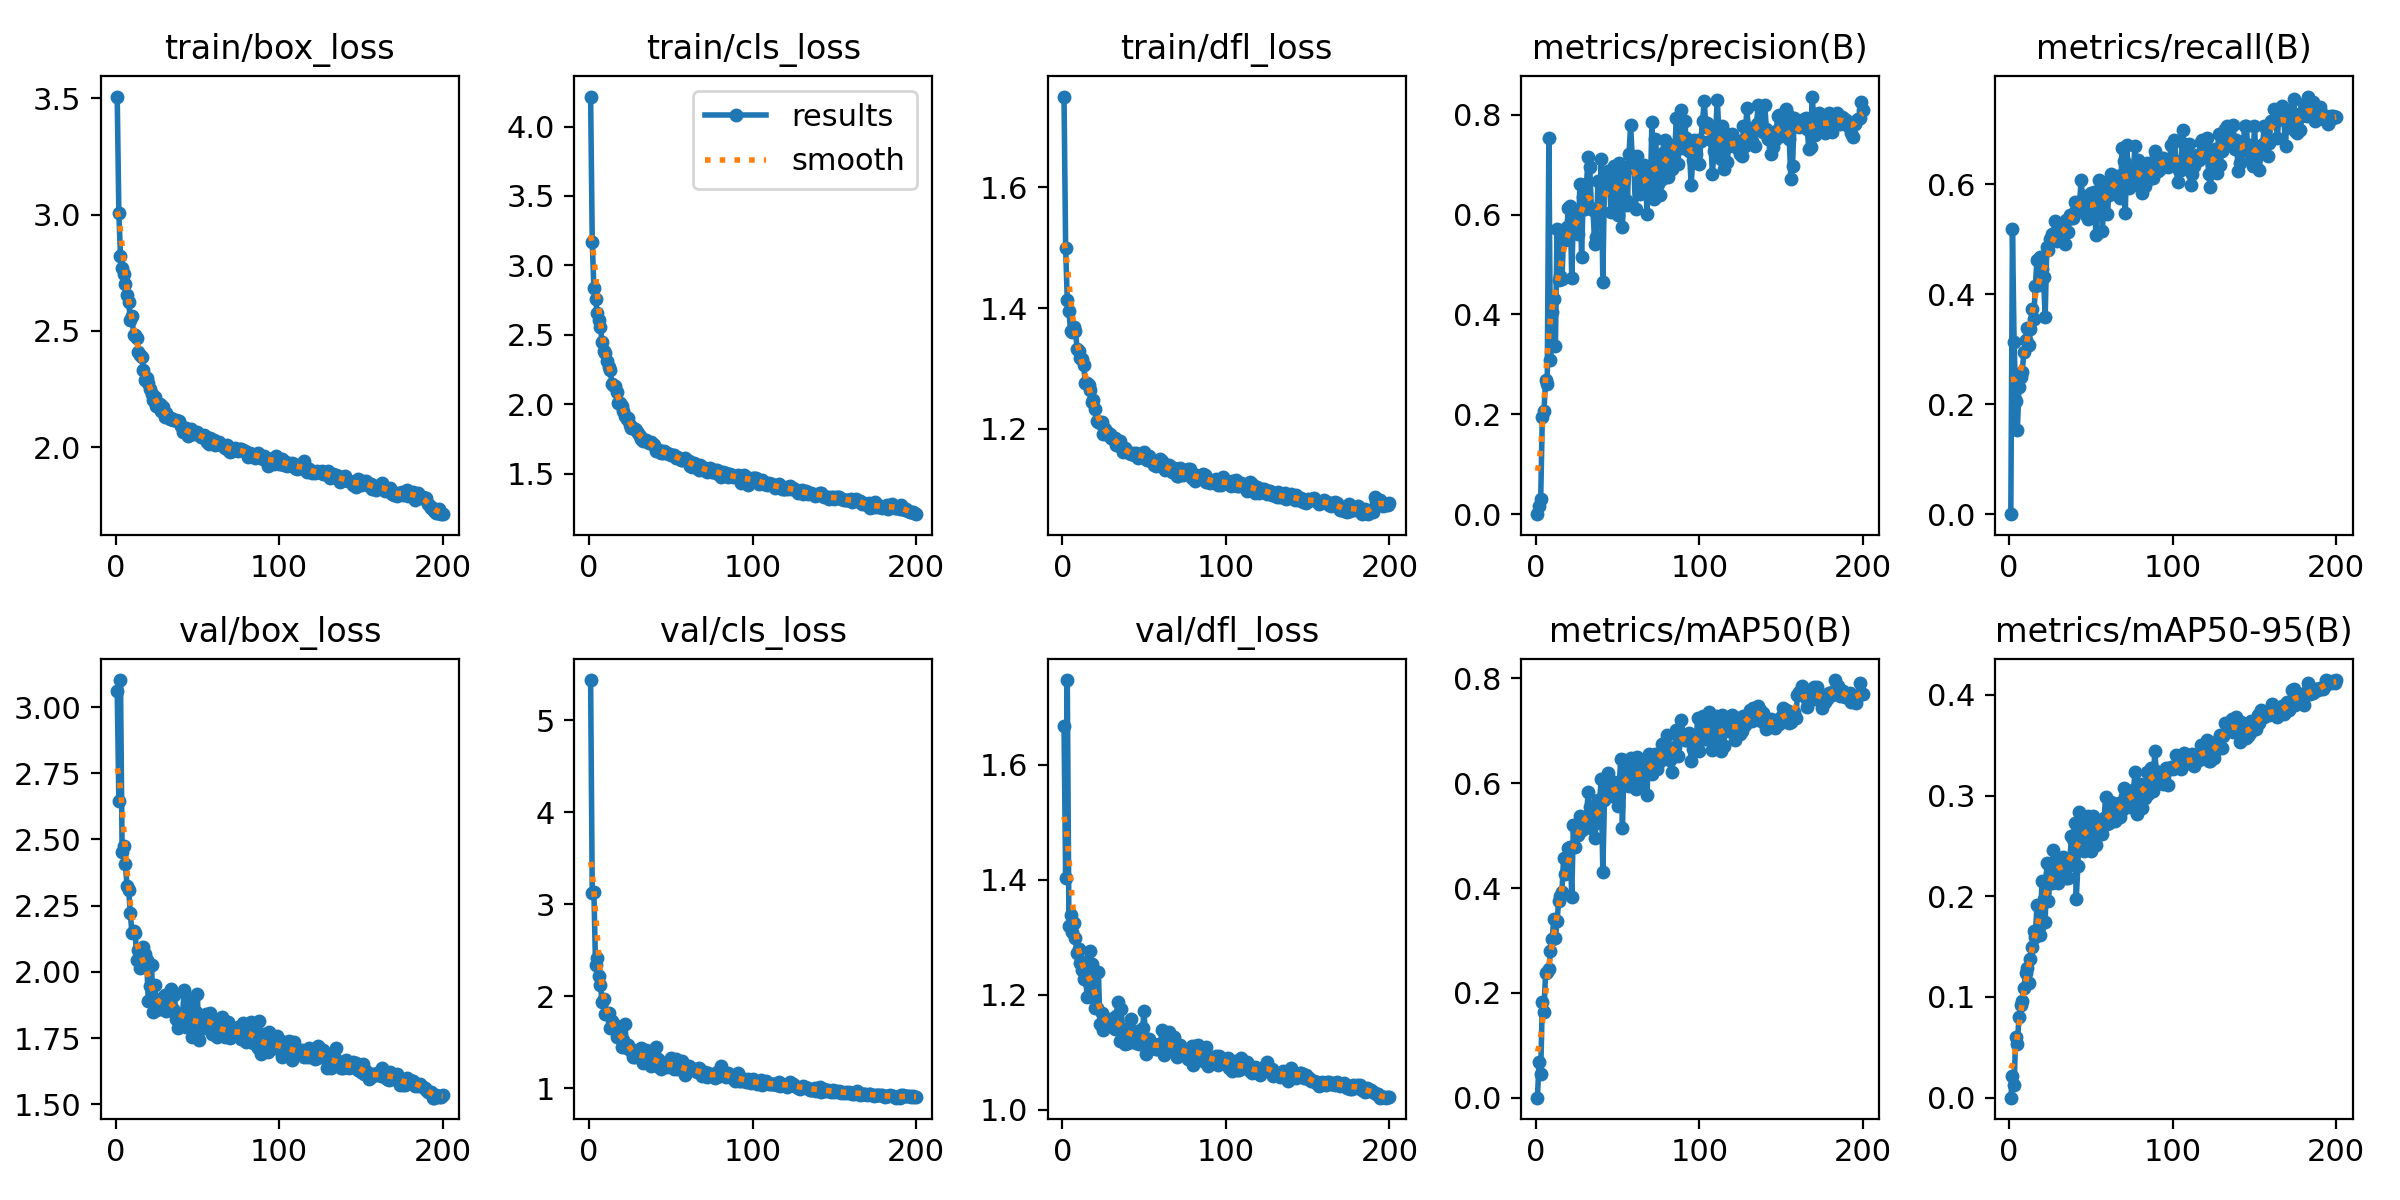 train/box_loss
train/cls_loss
train/dfl_loss
metrics/precision(B)
metrics/recall(B)
3.5
3.0
2.5
2.0
0 100 200
results
smooth
4.0
3.5
3.0
2.5
2.0
1.5
0 100 200
1.6
1.4
1.2
0 100 200
0.8
0.6
0.4
0.2
0.0
0 100 200
0.6
0.4
0.2
0.0
0 100 200
val/box_loss
val/cls_loss
val/dfl_loss
metrics/mAP50(B)
metrics/mAP50-95(B)
3.00
2.75
2.50
2.25
2.00
1.75
1.50
0 100 200
5
4
3
2
1
0 100 200
1.6
1.4
1.2
1.0
0 100 200
0.8
0.6
0.4
0.2
0.0
0 100 200
0.4
0.3
0.2
0.1
0.0
0 100 200